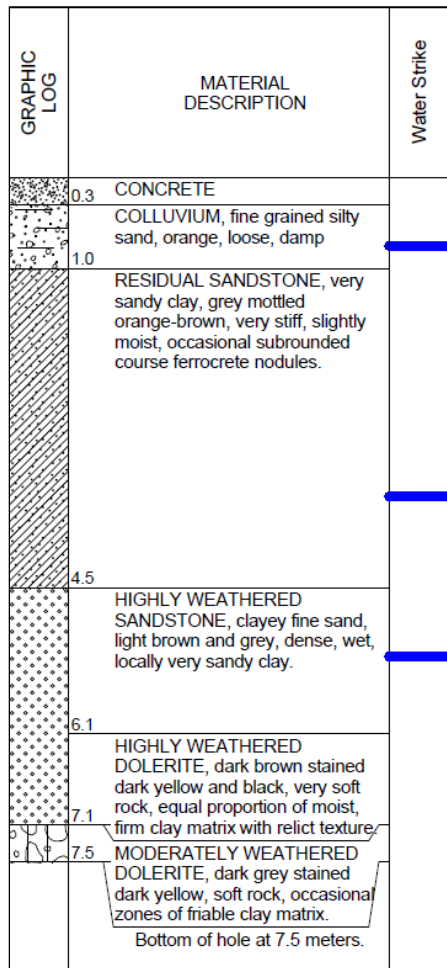 GRAPHIC
LOG
MATERIAL
DESCRIPTION
Water Strike
0.3
CONCRETE
COLLUVIUM, fine grained silty
sand, orange, loose, damp
1.0
RESIDUAL SANDSTONE, very
sandy clay, grey mottled
orange-brown, very stiff, slightly
moist, occasional subrounded
course ferrocrete nodules.
4.5
HIGHLY WEATHERED
SANDSTONE, clayey fine sand,
light brown and grey, dense, wet,
locally very sandy clay.
6.1
HIGHLY WEATHERED
DOLERITE, dark brown stained
dark yellow and black, very soft
rock, equal proportion of moist,
7.1
firm clay matrix with relict texture.
7.5
MODERATELY WEATHERED
DOLERITE, dark grey stained
dark yellow, soft rock, occasional
zones of friable clay matrix.
Bottom of hole at 7.5 meters.